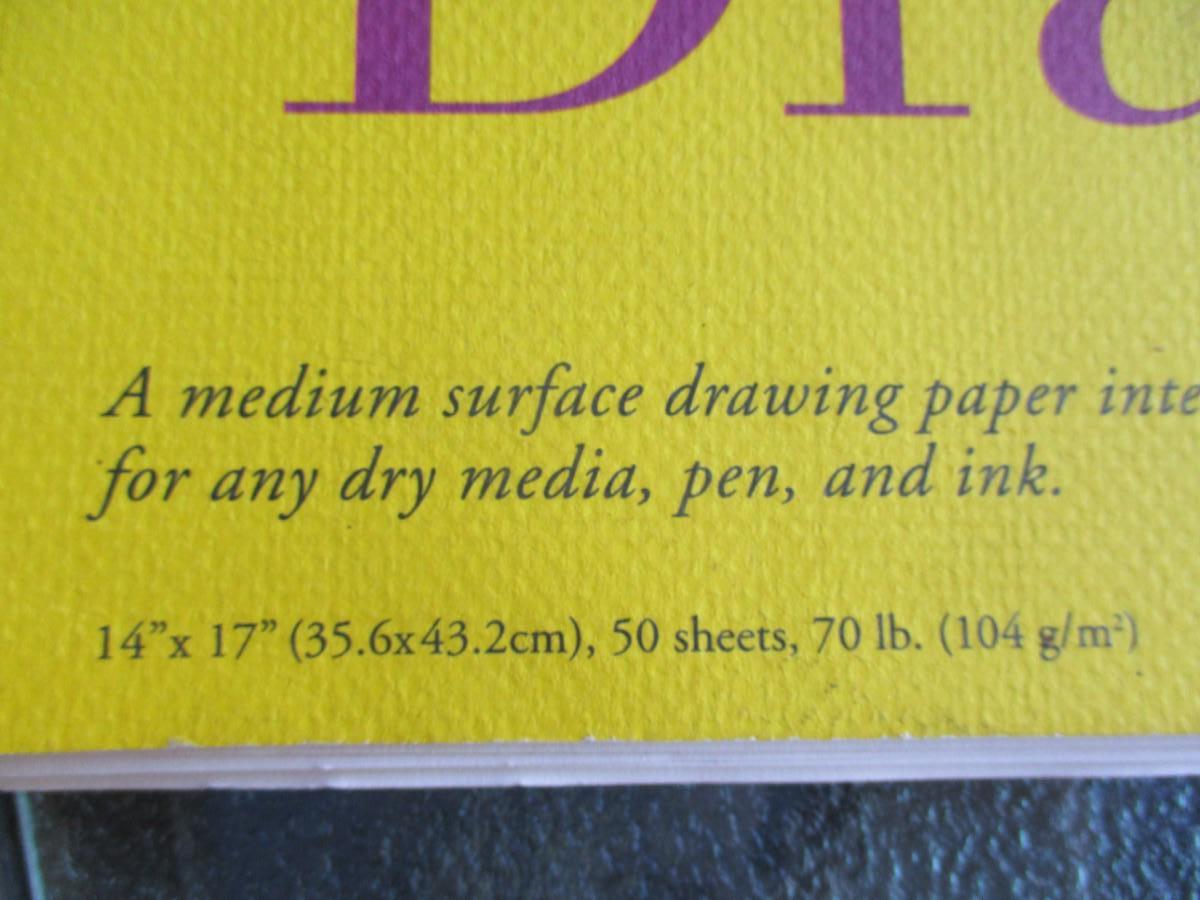 Dra
A medium surface drawing paper inte
for any dry media, pen, and ink.
14”x 17” (35.6x43.2cm), 50 sheets, 70 lb. (104 g/m²)